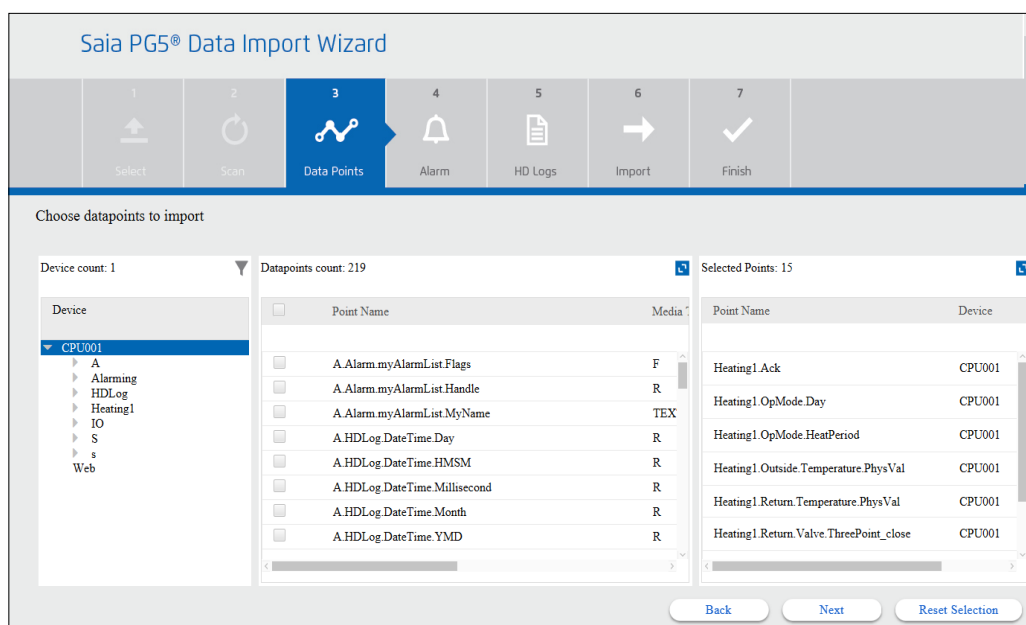 Saia PG5® Data Import Wizard
1
2
3
4
5
6
7
Select
Scan
Data Points
Alarm
HD Logs
Import
Finish
Choose datapoints to import
Device count: 1
Datapoints count: 219
Selected Points: 15
Device
Point Name
Media
Point Name
Device
CPU001
A
Alarming
HDLog
Heating1
IO
S
s
Web
A.Alarm.myAlarmList.Flags F
A.Alarm.myAlarmList.Handle R
A.Alarm.myAlarmList.MyName TEX
A.HDLog.DateTime.Day R
A.HDLog.DateTime.HMSM R
A.HDLog.DateTime.Millisecond R
A.HDLog.DateTime.Month R
A.HDLog.DateTime.YMD R
Heating1.Ack CPU001
Heating1.OpMode.Day CPU001
Heating1.OpMode.HeatPeriod CPU001
Heating1.Outside.Temperature.PhysVal CPU001
Heating1.Return.Temperature.PhysVal CPU001
Heating1.Return.Valve.ThreePoint_close CPU001
Back
Next
Reset Selection